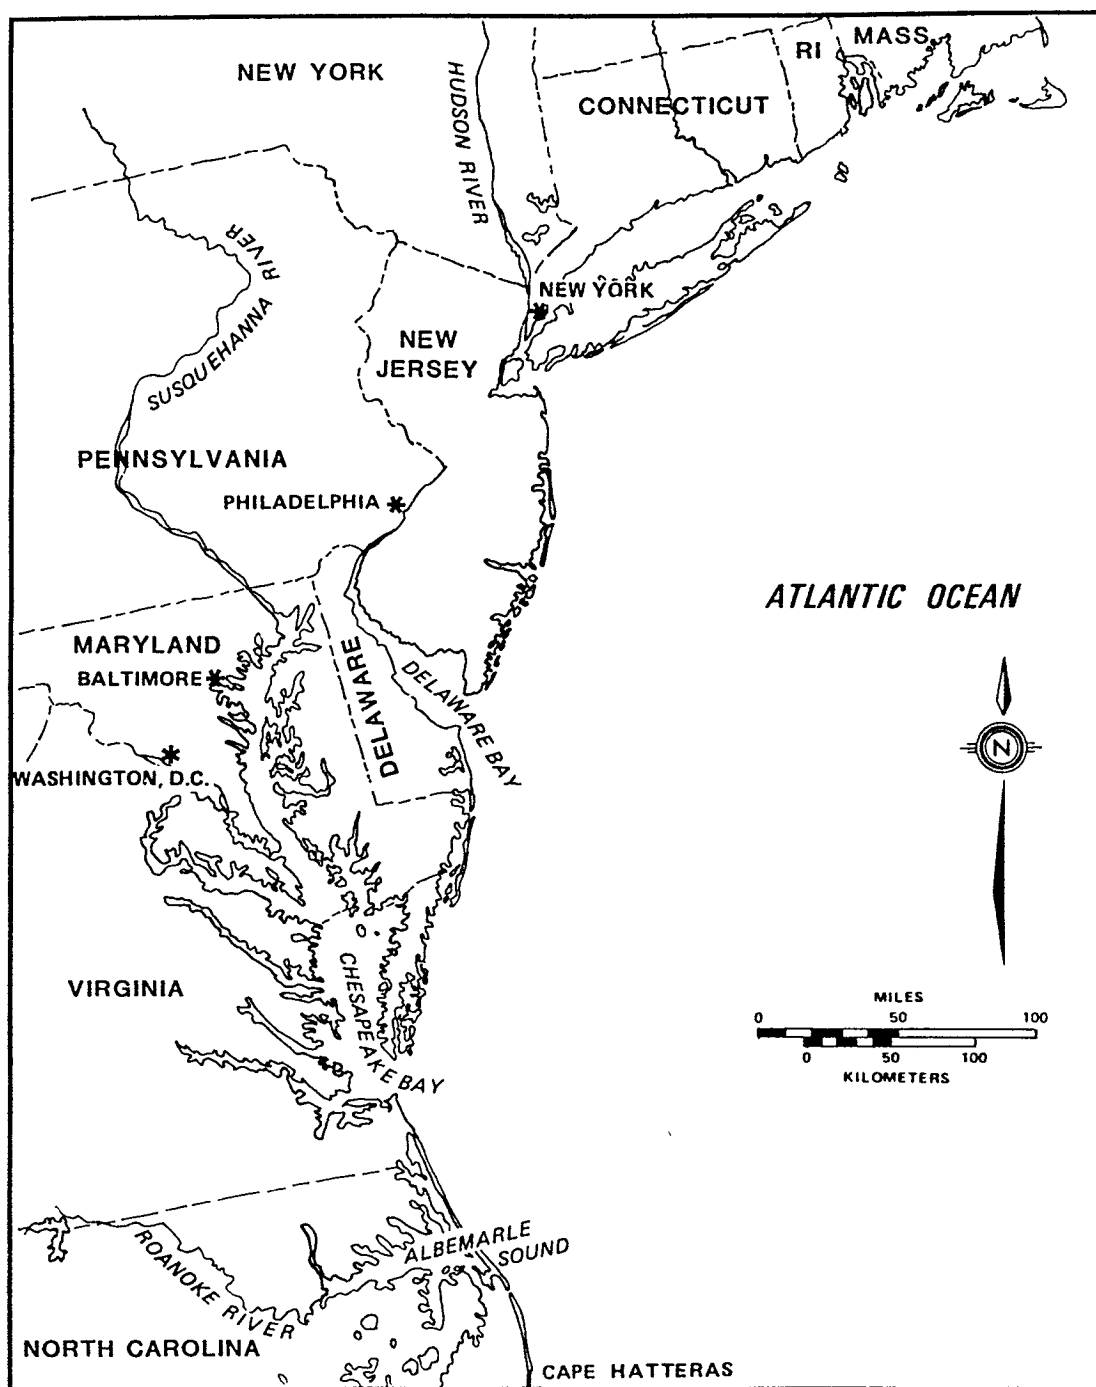 NEW YORK
HUDSON RIVER
CONNECTICUT
RI
MASS
SUSQUEHANNA RIVER
NEW YORK
NEW
JERSEY
PENNSYLVANIA
PHILADELPHIA
ATLANTIC OCEAN
MARYLAND
BALTIMORE
DELAWARE
DELAWARE BAY
WASHINGTON, D.C.
N
VIRGINIA
CHESAPEAKE BAY
MILES
0 50 100
0 50 100
KILOMETERS
ROANOKE RIVER
ALBEMARLE
SOUND
NORTH CAROLINA
CAPE HATTERAS